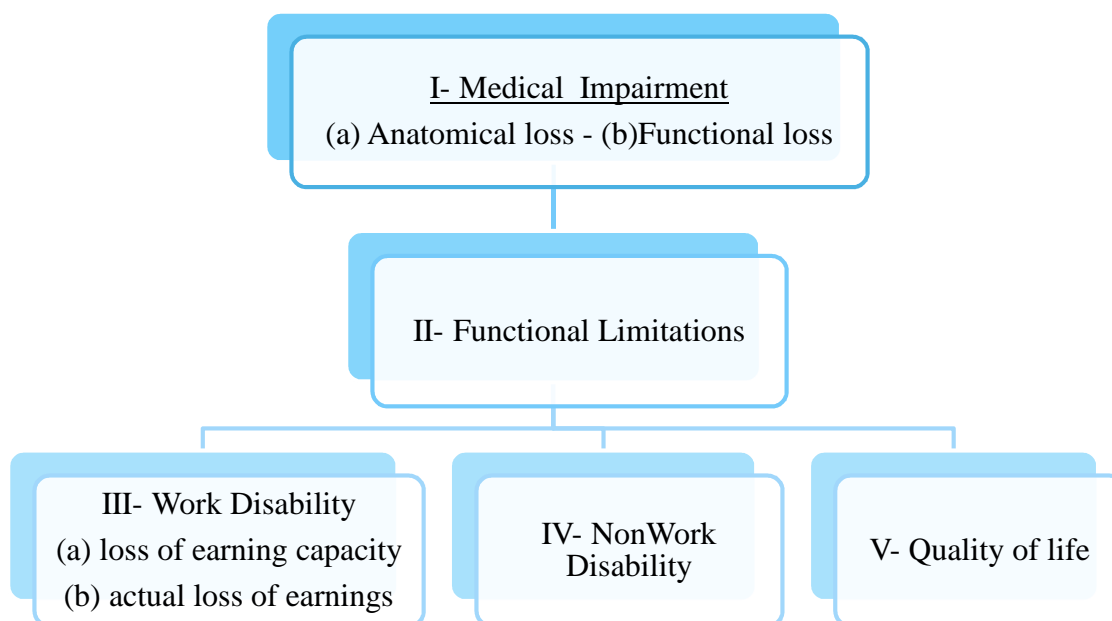 I- Medical Impairment
(a) Anatomical loss - (b)Functional loss
II- Functional Limitations
III- Work Disability
(a) loss of earning capacity
(b) actual loss of earnings
IV- NonWork
Disability
V- Quality of life